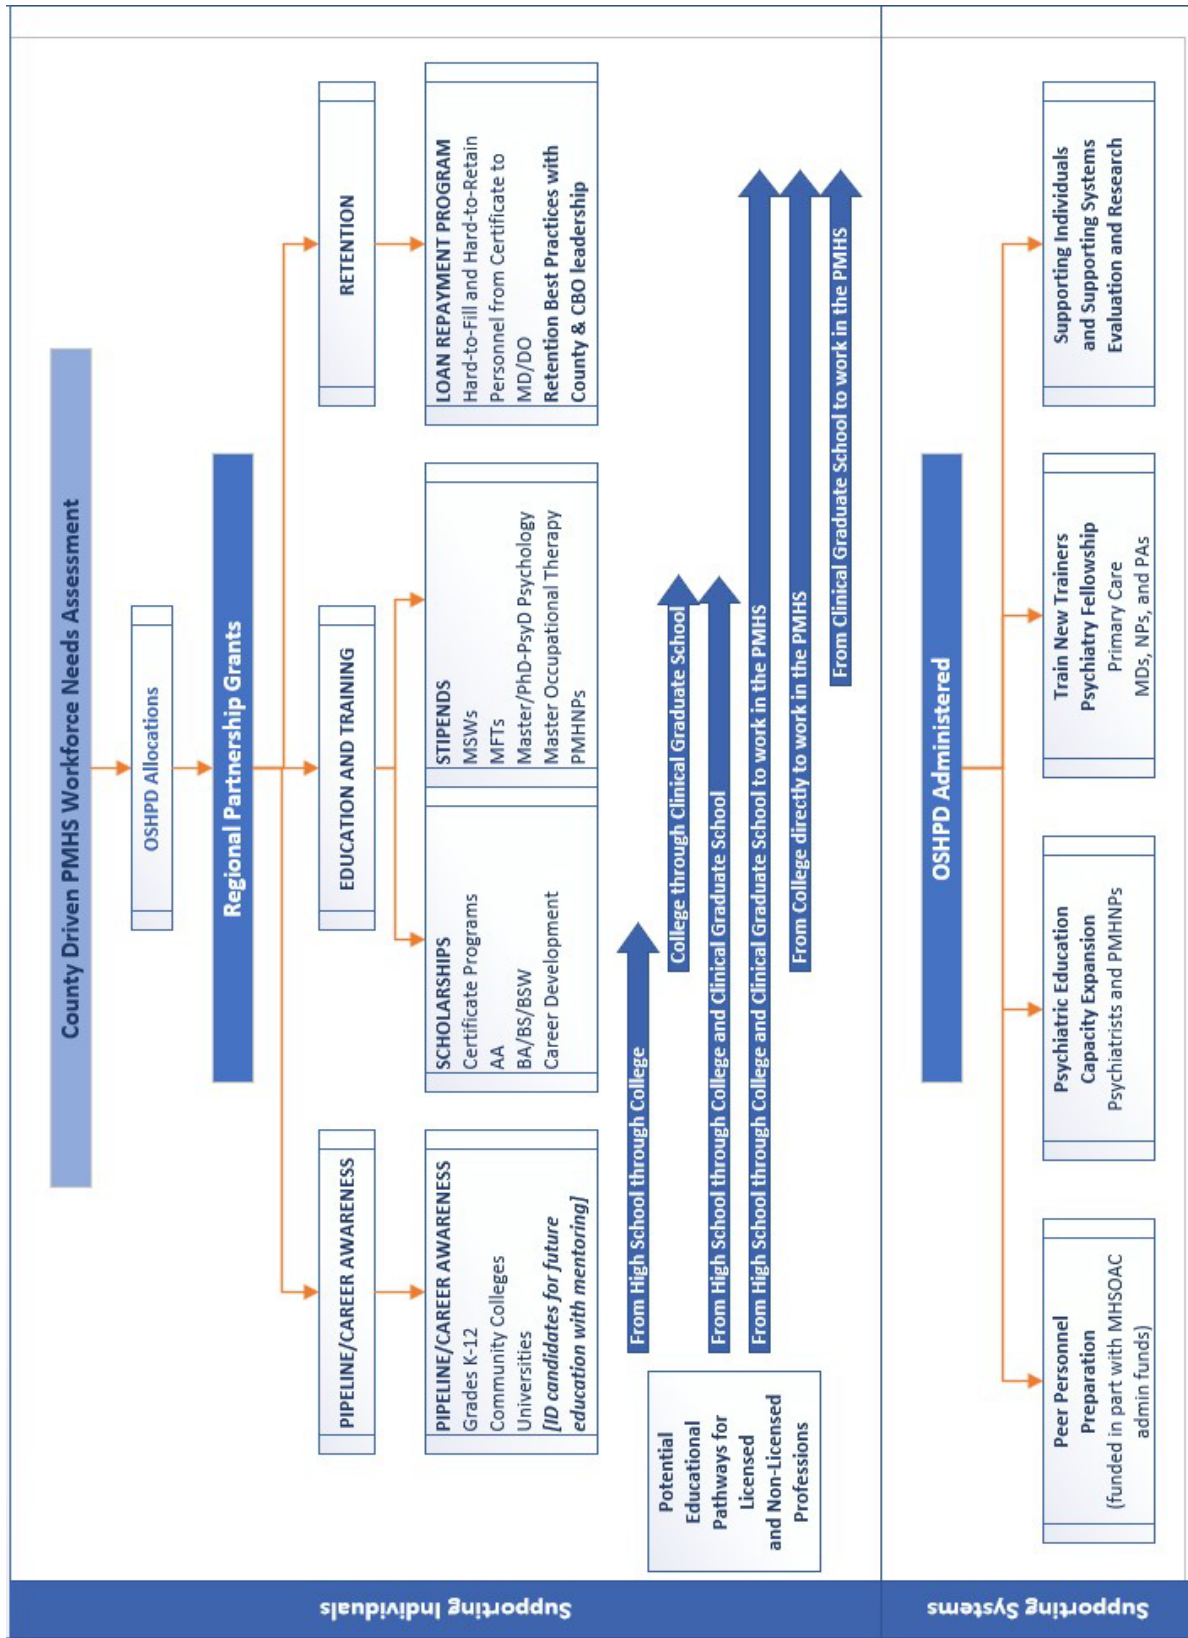 County Driven PMHS Workforce Needs Assessment
OSHPD Allocations
Regional Partnership Grants
PIPELINE/CAREER AWARENESS
EDUCATION AND TRAINING
RETENTION
PIPELINE/CAREER AWARENESS
Grades K-12
Community Colleges
Universities
[ID candidates for future
education with mentoring]
SCHOLARSHIPS
Certificate Programs
AA
BA/BS/BSW
Career Development
STIPENDS
MSWs
MFTs
Master/PhD-PsyD Psychology
Master Occupational Therapy
PMHNPs
LOAN REPAYMENT PROGRAM
Hard-to-Fill and Hard-to-Retain
Personnel from Certificate to
MD/DO
Retention Best Practices with
County & CBO leadership
Potential
Educational
Pathways for
Licensed
and Non-Licensed
Professions
From High School through College
College through Clinical Graduate School
From High School through College and Clinical Graduate School
From High School through College and Clinical Graduate School to work in the PMHS
From College directly to work in the PMHS
From Clinical Graduate School to work in the PMHS
Supporting Individuals
OSHPD Administered
Peer Personnel
Preparation
(funded in part with MHSOAC
admin funds)
Psychiatric Education
Capacity Expansion
Psychiatrists and PMHNPs
Train New Trainers
Psychiatry Fellowship
Primary Care
MDs, NPs, and PAs
Supporting Individuals
and Supporting Systems
Evaluation and Research
Supporting Systems